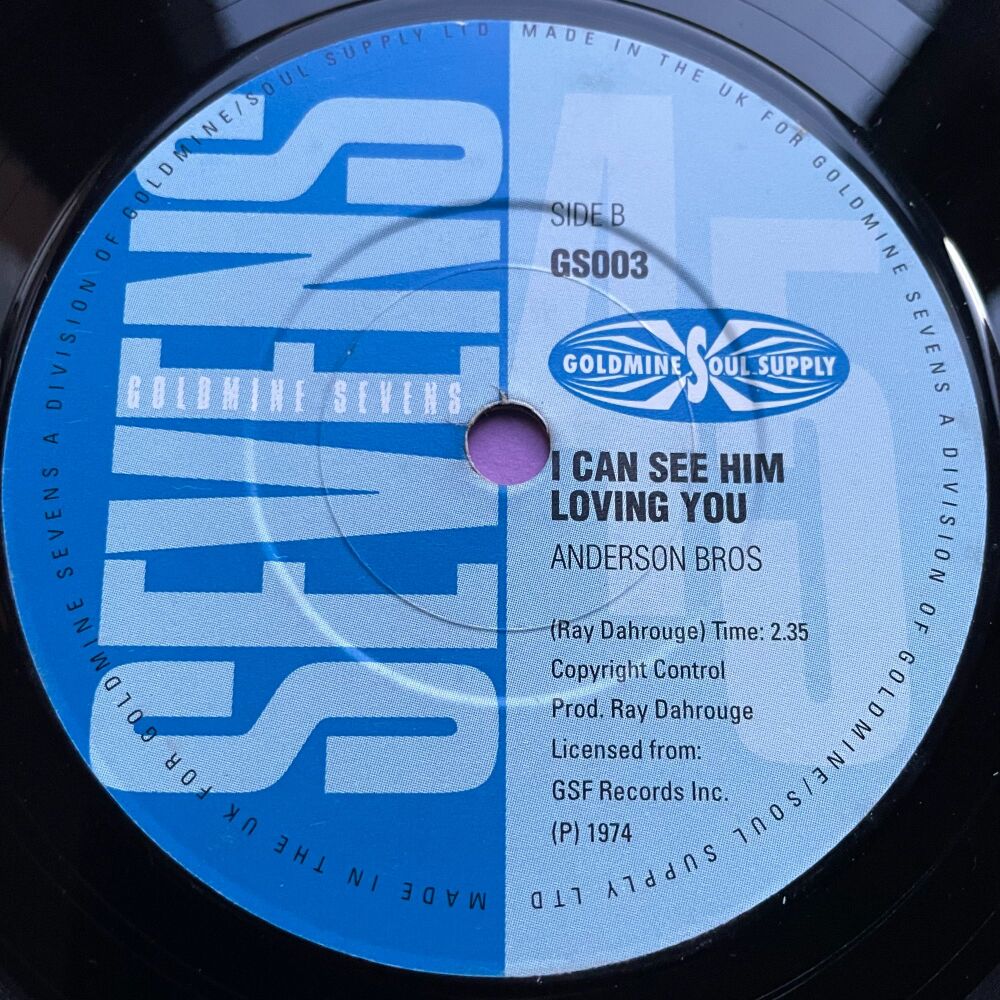 MADE IN THE UK FOR GOLDMINE SEVENS A DIVISION OF GOLDMINE/SOUL SUPPLY LTD
MADE IN THE UK FOR GOLDMINE SEVENS A DIVISION OF GOLDMINE/SOUL SUPPLY LTD
SEVENS
GOLDMINE SEVENS
45
SIDE B
GS003
GOLDMINE SOUL SUPPLY
I CAN SEE HIM
LOVING YOU
ANDERSON BROS
(Ray Dahrouge) Time: 2.35
Copyright Control
Prod. Ray Dahrouge
Licensed from:
GSF Records Inc.
(P) 1974